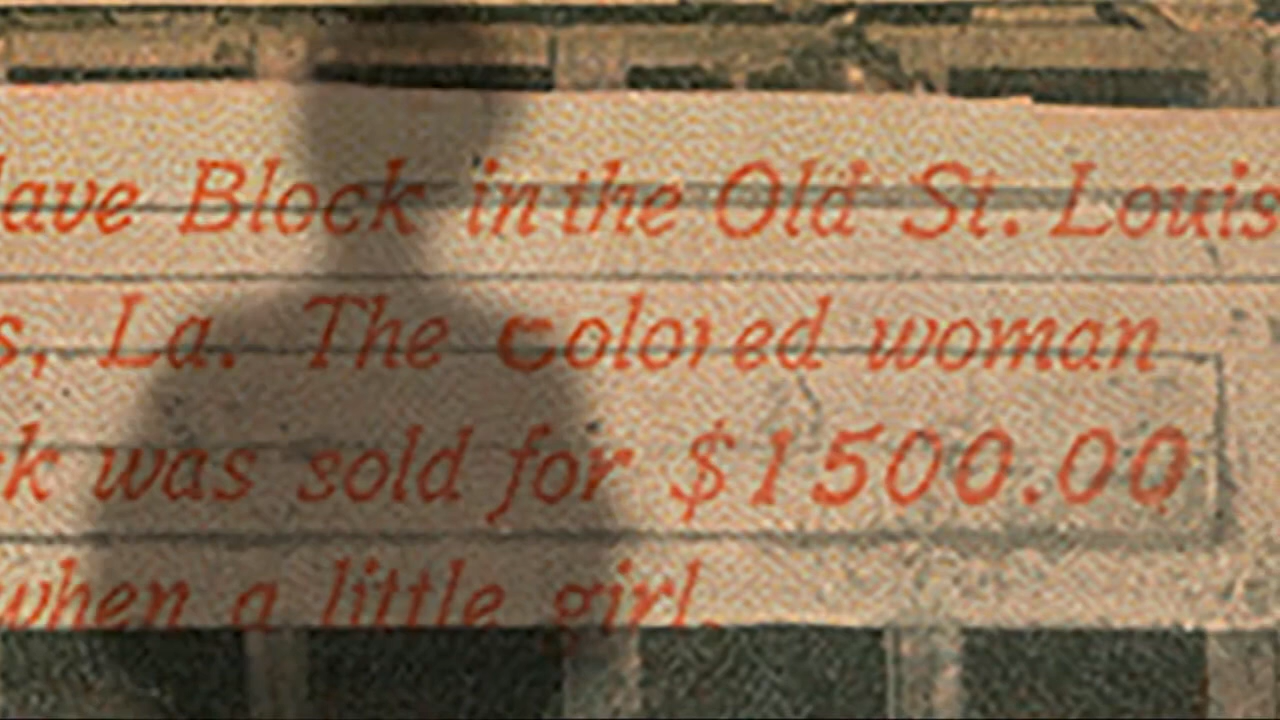 lave Block in the Old St. Louis
s, La. The Colored woman
k was sold for $1500.00
when a little girl.